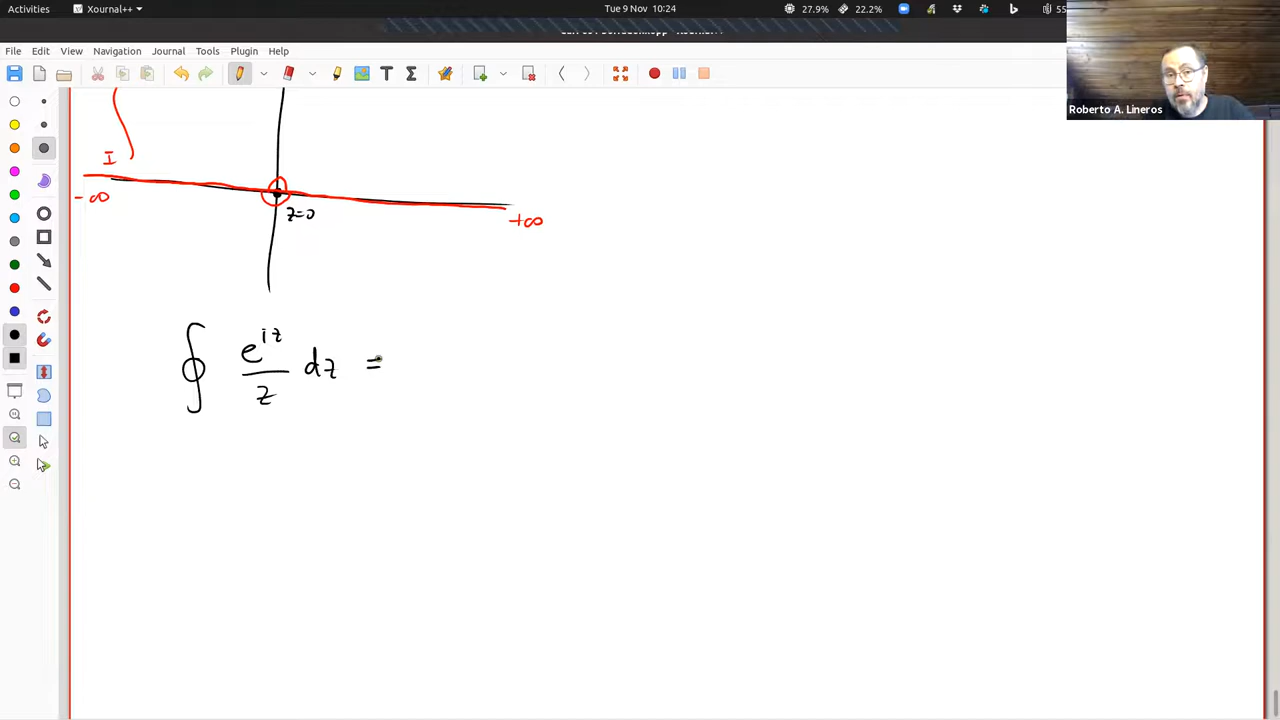 Activities Xournal++ Tue 9 Nov 10:24 27.9% 22.2% 55
File Edit View Navigation Journal Tools Plugin Help
Roberto A. Lineros
I
-∞
z=0
+∞
∮ e^{iz}/z dz =